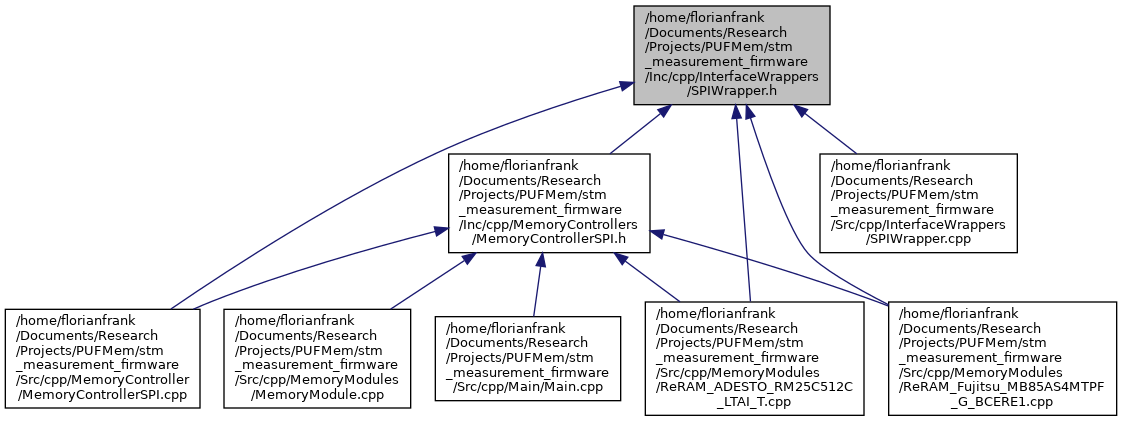 /home/florianfrank
/Documents/Research
/Projects/PUFMem/stm
_measurement_firmware
/Inc/cpp/InterfaceWrappers
/SPIWrapper.h
/home/florianfrank
/Documents/Research
/Projects/PUFMem/stm
_measurement_firmware
/Inc/cpp/MemoryControllers
/MemoryControllerSPI.h
/home/florianfrank
/Documents/Research
/Projects/PUFMem/stm
_measurement_firmware
/Src/cpp/InterfaceWrappers
/SPIWrapper.cpp
/home/florianfrank
/Documents/Research
/Projects/PUFMem/stm
_measurement_firmware
/Src/cpp/MemoryController
/MemoryControllerSPI.cpp
/home/florianfrank
/Documents/Research
/Projects/PUFMem/stm
_measurement_firmware
/Src/cpp/MemoryModules
/MemoryModule.cpp
/home/florianfrank
/Documents/Research
/Projects/PUFMem/stm
_measurement_firmware
/Src/cpp/Main/Main.cpp
/home/florianfrank
/Documents/Research
/Projects/PUFMem/stm
_measurement_firmware
/Src/cpp/MemoryModules
/ReRAM_ADESTO_RM25C512C
_LTAI_T.cpp
/home/florianfrank
/Documents/Research
/Projects/PUFMem/stm
_measurement_firmware
/Src/cpp/MemoryModules
/ReRAM_Fujitsu_MB85AS4MTPF
_G_BCERE1.cpp